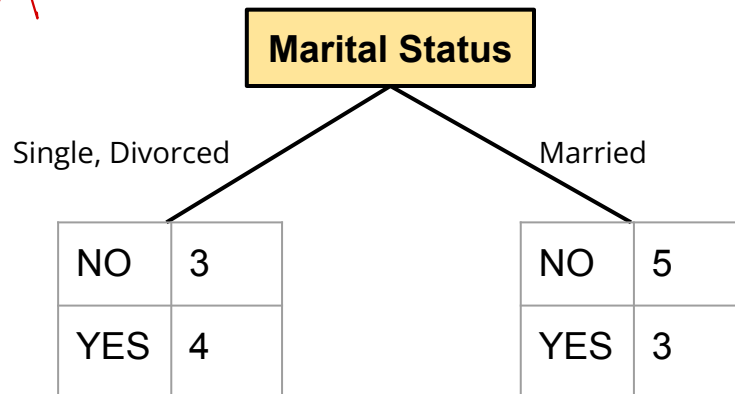 Marital Status
Single, Divorced
Married
NO 3
YES 4
NO 5
YES 3